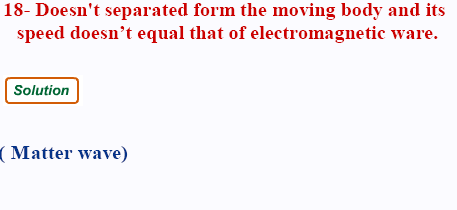 18- Doesn't separated form the moving body and its
speed doesn’t equal that of electromagnetic ware.
Solution
( Matter wave)